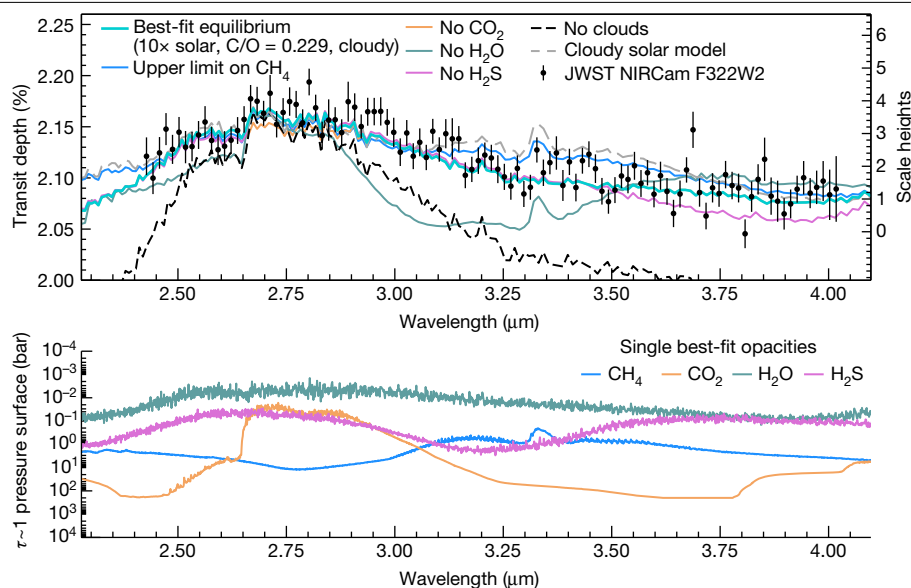 2.25
2.20
2.15
2.10
2.05
2.00
Transit depth (%)
Best-fit equilibrium
(10× solar, C/O = 0.229, cloudy)
Upper limit on CH₄
No CO₂
No H₂O
No H₂S
No clouds
Cloudy solar model
JWST NIRCam F322W2
6
5
4
3
2
1
0
Scale heights
2.50 2.75 3.00 3.25 3.50 3.75 4.00
Wavelength (μm)
τ~1 pressure surface (bar)
10⁻⁴
10⁻³
10⁻²
10⁻¹
10⁰
10¹
10²
10³
10⁴
Single best-fit opacities
CH₄ CO₂ H₂O H₂S
2.50 2.75 3.00 3.25 3.50 3.75 4.00
Wavelength (μm)